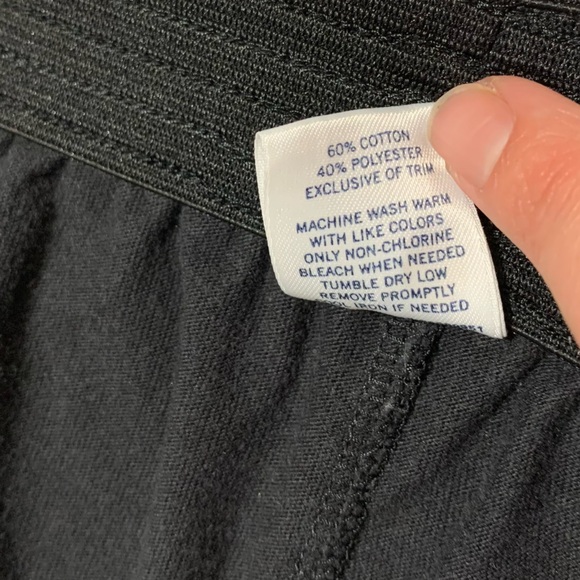 60% COTTON
40% POLYESTER
EXCLUSIVE OF TRIM
MACHINE WASH WARM
WITH LIKE COLORS
ONLY NON-CHLORINE
BLEACH WHEN NEEDED
TUMBLE DRY LOW
REMOVE PROMPTLY
IRON IF NEEDED